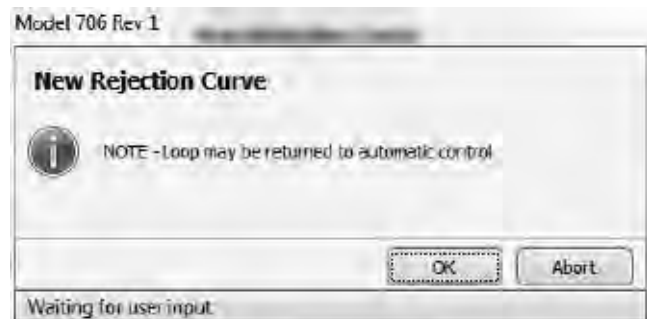 Model 706 Rev 1
New Rejection Curve
NOTE - Loop may be returned to automatic control
OK
Abort
Waiting for user input